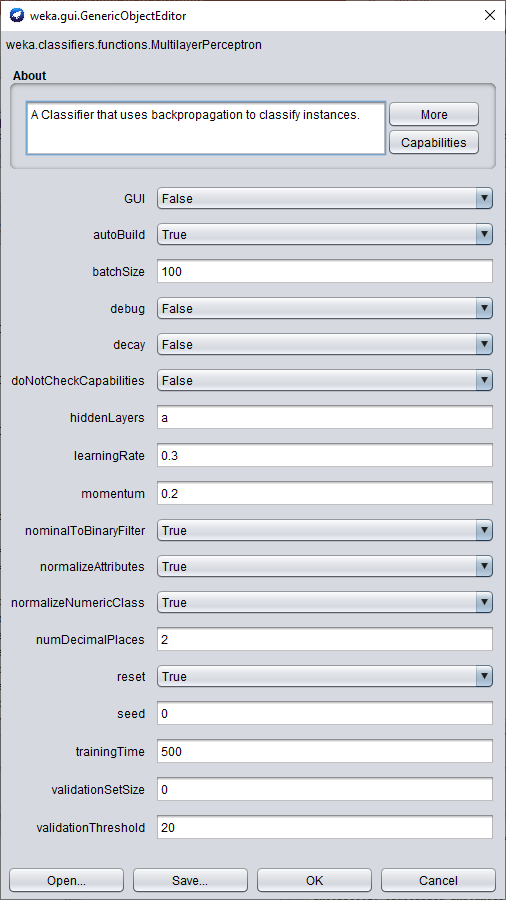 weka.gui.GenericObjectEditor
weka.classifiers.functions.MultilayerPerceptron
About
A Classifier that uses backpropagation to classify instances.
More
Capabilities
GUI False
autoBuild True
batchSize 100
debug False
decay False
doNotCheckCapabilities False
hiddenLayers a
learningRate 0.3
momentum 0.2
nominalToBinaryFilter True
normalizeAttributes True
normalizeNumericClass True
numDecimalPlaces 2
reset True
seed 0
trainingTime 500
validationSetSize 0
validationThreshold 20
Open... Save... OK Cancel